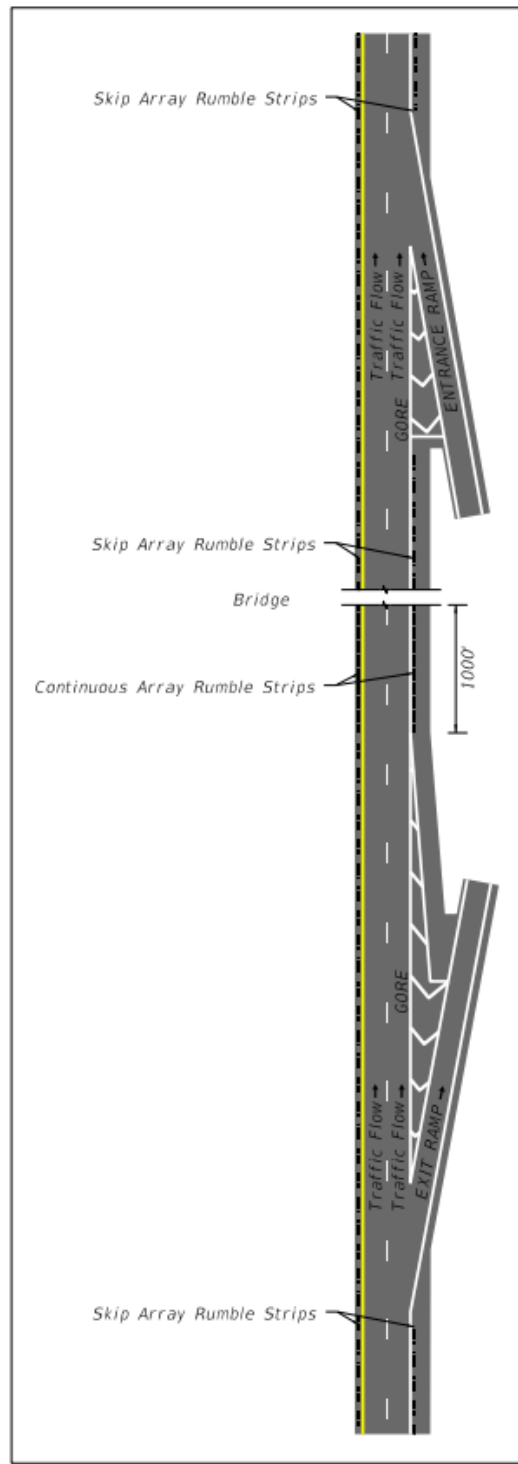 Skip Array Rumble Strips
Traffic Flow →
Traffic Flow →
ENTRANCE RAMP →
GORE
Skip Array Rumble Strips
Bridge
1000'
Continuous Array Rumble Strips
GORE
Traffic Flow →
Traffic Flow →
EXIT RAMP →
Skip Array Rumble Strips